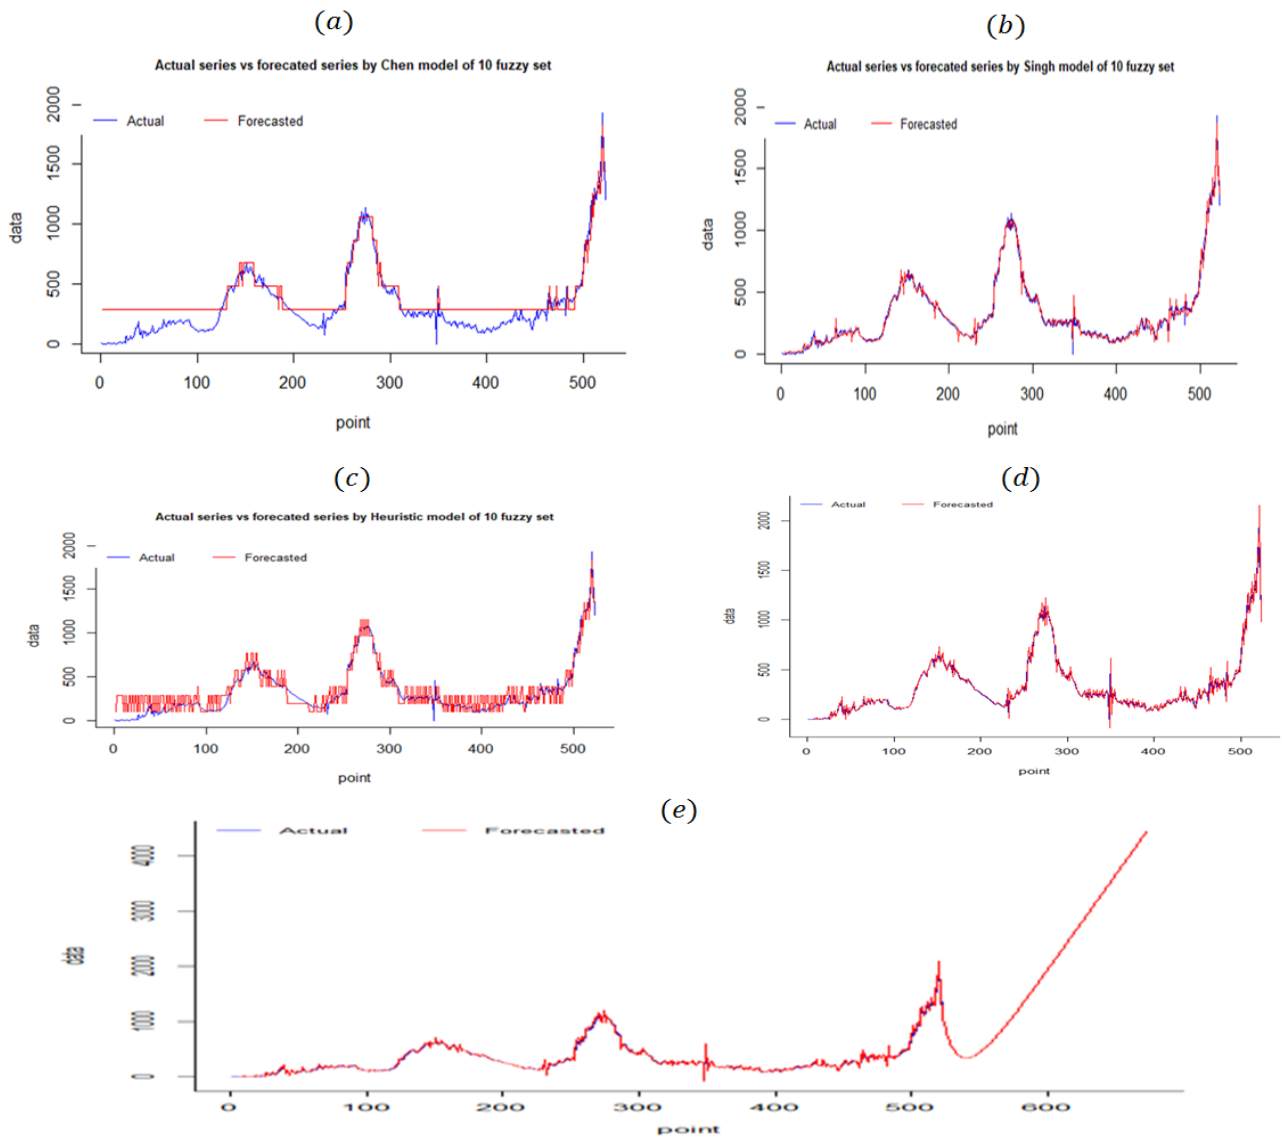 (a)
Actual series vs forecated series by Chen model of 10 fuzzy set
Actual
Forecasted
data
2000
1500
1000
500
0
0 100 200 300 400 500
point
(b)
Actual series vs forecated series by Singh model of 10 fuzzy set
Actual
Forecasted
data
2000
1500
1000
500
0
0 100 200 300 400 500
point
(c)
Actual series vs forecated series by Heuristic model of 10 fuzzy set
Actual
Forecasted
data
2000
1500
1000
500
0
0 100 200 300 400 500
point
(d)
Actual
Forecasted
data
2000
1500
1000
500
0
0 100 200 300 400 500
point
(e)
Actual
Forecasted
data
4000
3000
2000
1000
0
0 100 200 300 400 500 600
point